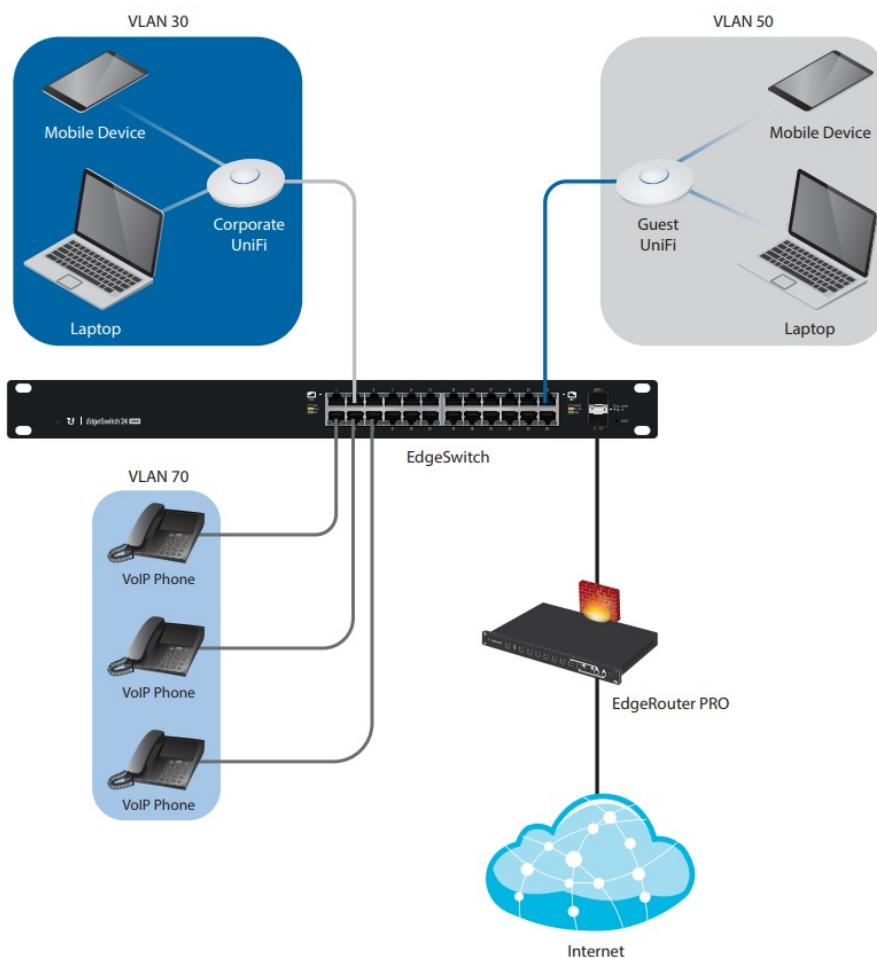 VLAN 30
VLAN 50
Mobile Device
Mobile Device
Corporate
UniFi
Guest
UniFi
Laptop
Laptop
EdgeSwitch 24
EdgeSwitch
VLAN 70
VoIP Phone
VoIP Phone
VoIP Phone
EdgeRouter PRO
Internet